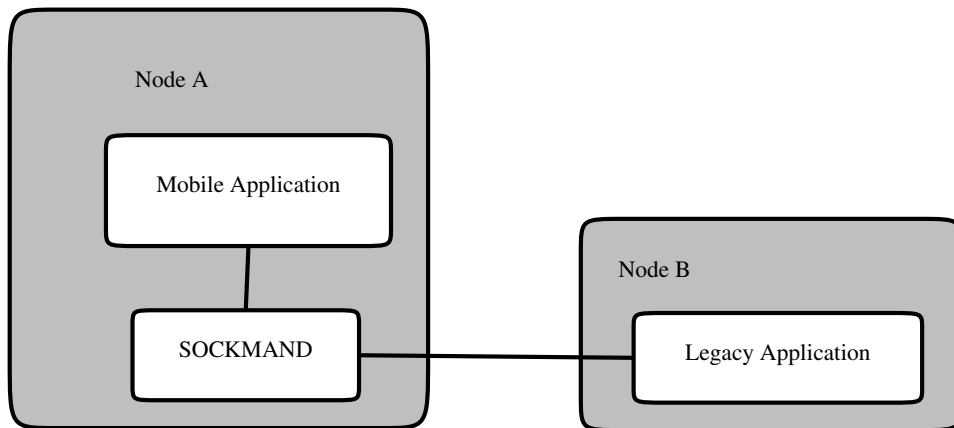 Node A
Mobile Application
Node B
SOCKMAND
Legacy Application